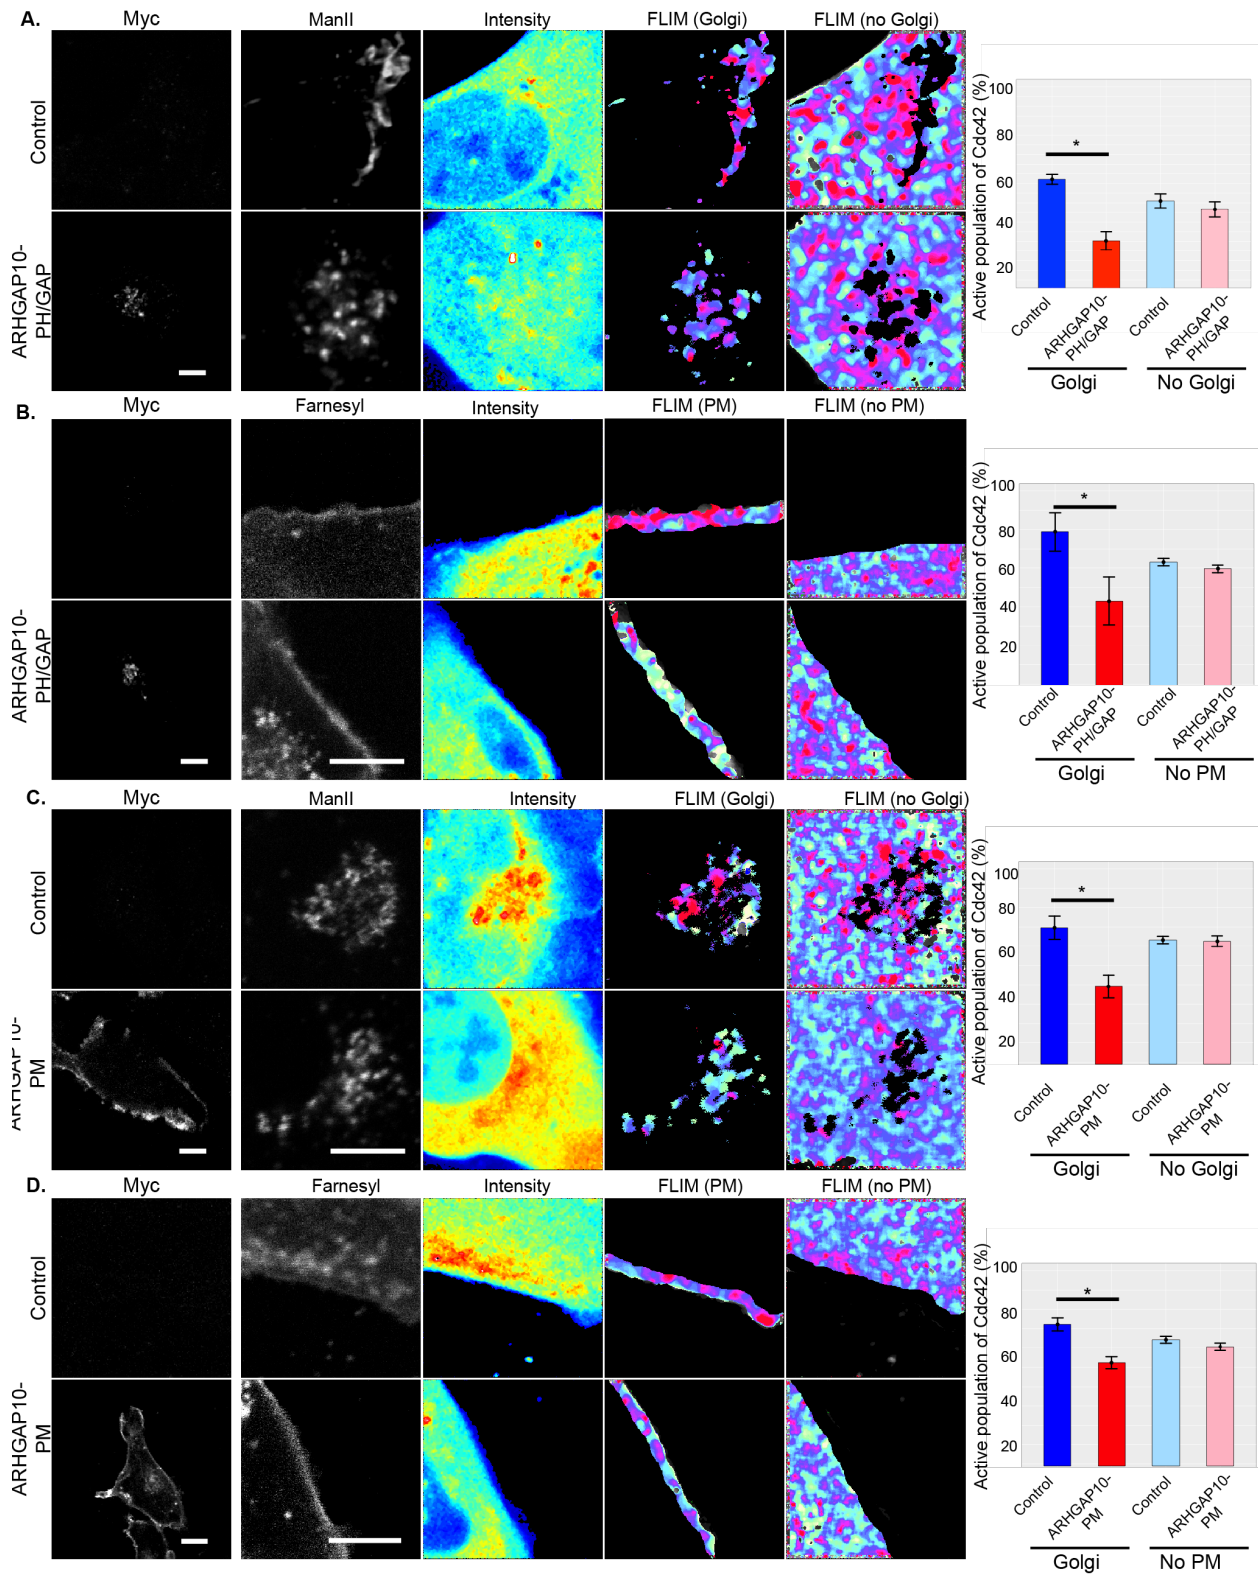 A.
Myc
ManII
Intensity
FLIM (Golgi)
FLIM (no Golgi)
Control
ARHGAP10-
PH/GAP
Active population of Cdc42 (%)
100
80
60
40
20
*
Control
ARHGAP10-
PH/GAP
Control
ARHGAP10-
PH/GAP
Golgi
No Golgi
B.
Myc
Farnesyl
Intensity
FLIM (PM)
FLIM (no PM)
ARHGAP10-
PH/GAP
Active population of Cdc42 (%)
100
80
60
40
20
*
Control
ARHGAP10-
PH/GAP
Control
ARHGAP10-
PH/GAP
Golgi
No PM
C.
Myc
ManII
Intensity
FLIM (Golgi)
FLIM (no Golgi)
Control
ARHGAP10-
PM
Active population of Cdc42 (%)
100
80
60
40
20
*
Control
ARHGAP10-
PM
Control
ARHGAP10-
PM
Golgi
No Golgi
D.
Myc
Farnesyl
Intensity
FLIM (PM)
FLIM (no PM)
Control
ARHGAP10-
PM
Active population of Cdc42 (%)
100
80
60
40
20
*
Control
ARHGAP10-
PM
Control
ARHGAP10-
PM
Golgi
No PM